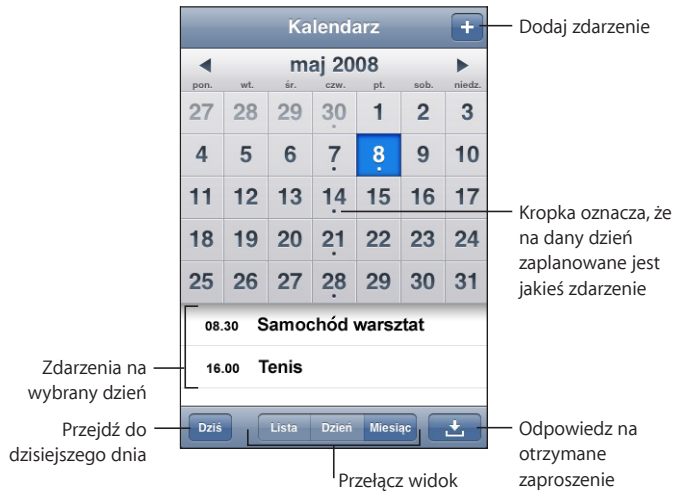 Kalendarz
+
Dodaj zdarzenie
maj 2008
pon. wt. śr. czw. pt. sob. niedz.
27 28 29 30 1 2 3
4 5 6 7 8 9 10
11 12 13 14 15 16 17
18 19 20 21 22 23 24
25 26 27 28 29 30 31
Kropka oznacza, że
na dany dzień
zaplanowane jest
jakieś zdarzenie
08.30 Samochód warsztat
16.00 Tenis
Zdarzenia na
wybrany dzień
Dziś Lista Dzień Miesiąc
Przejdź do
dzisiejszego dnia
Przełącz widok
Odpowiedz na
otrzymane
zaproszenie